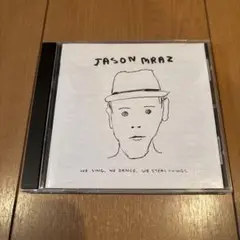 JASON MRAZ
WE SING. WE DANCE. WE STEAL THINGS.